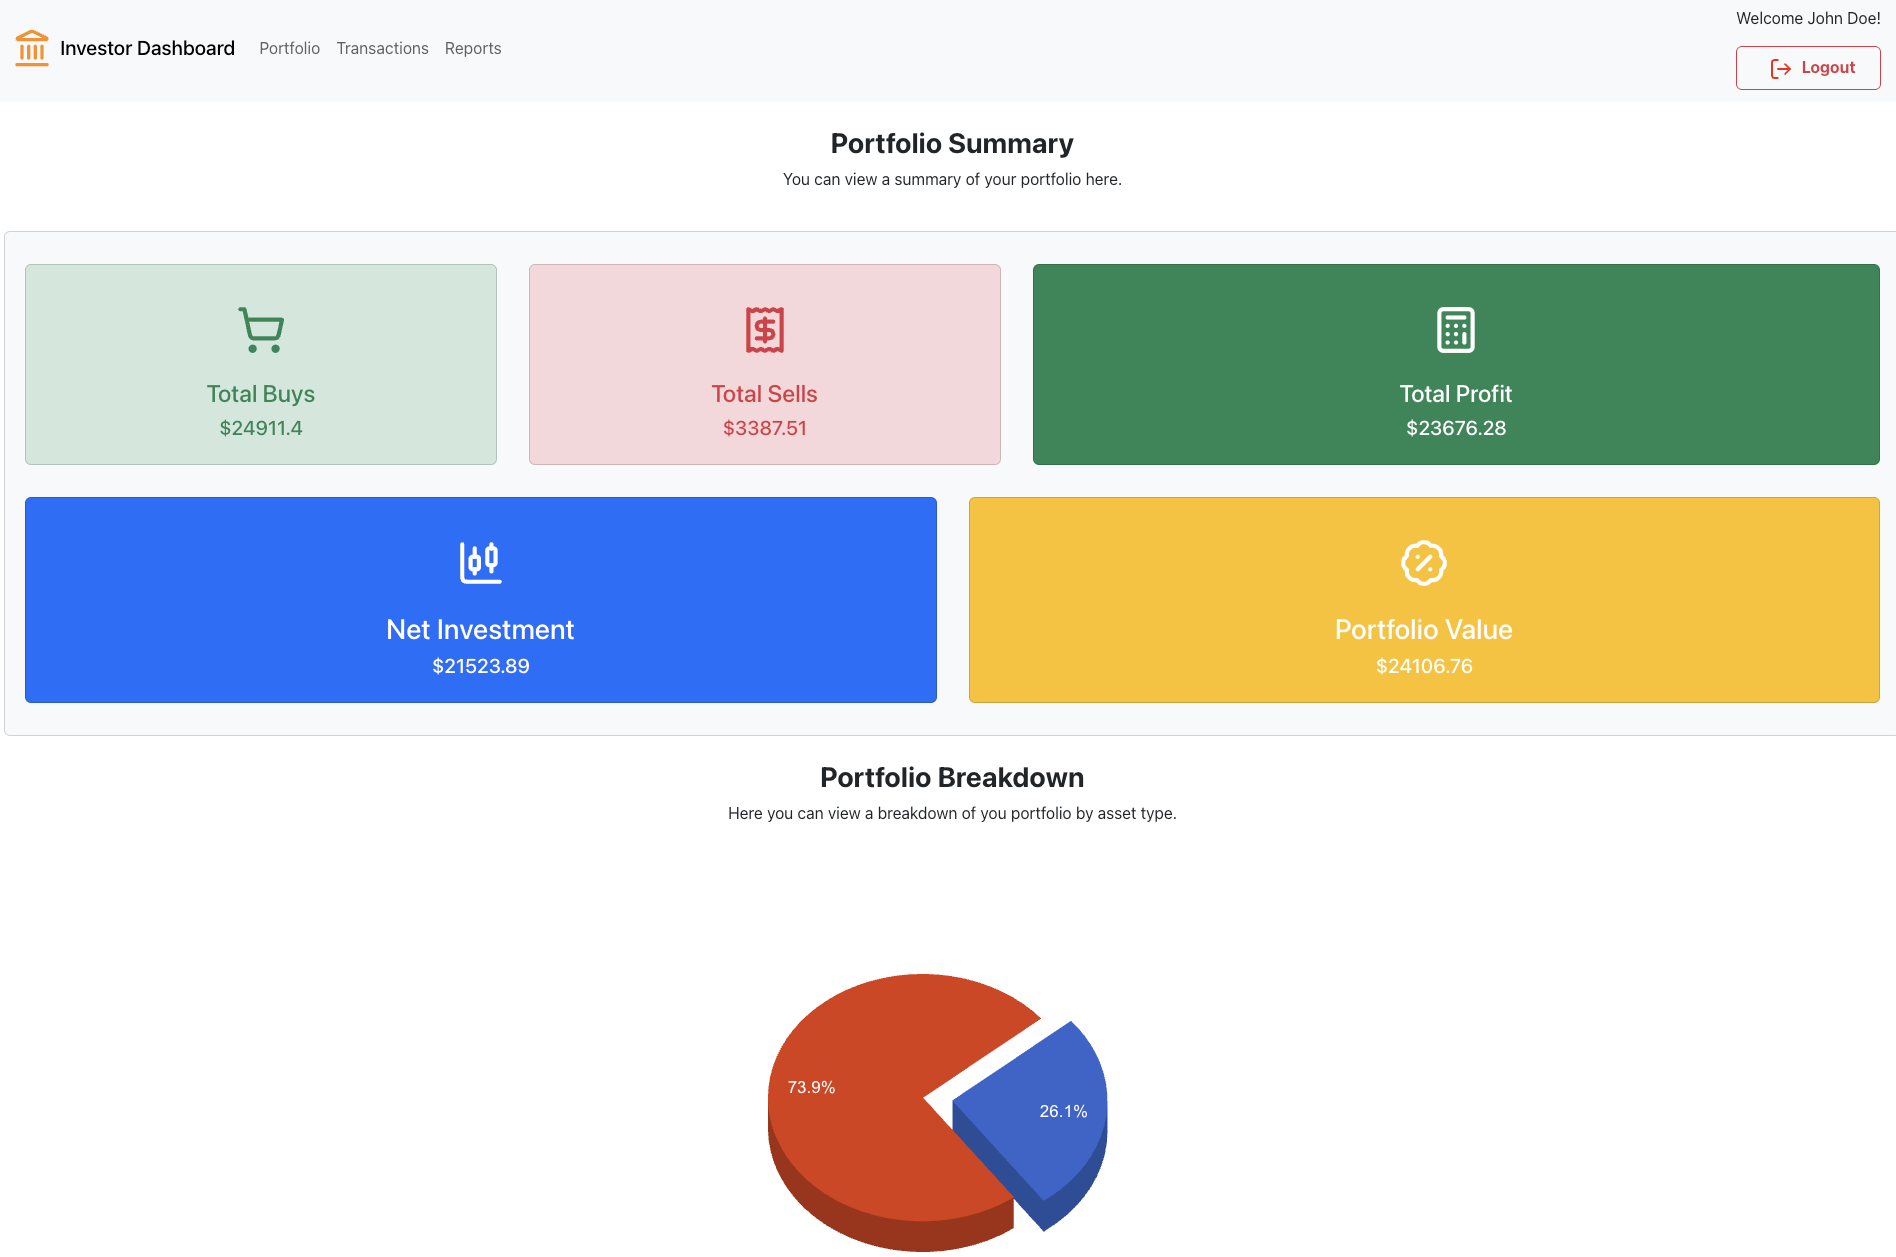 Welcome John Doe!
Investor Dashboard
Portfolio
Transactions
Reports
Logout
Portfolio Summary
You can view a summary of your portfolio here.
Total Buys
$24911.4
Total Sells
$3387.51
Total Profit
$23676.28
Net Investment
$21523.89
Portfolio Value
$24106.76
Portfolio Breakdown
Here you can view a breakdown of you portfolio by asset type.
73.9%
26.1%